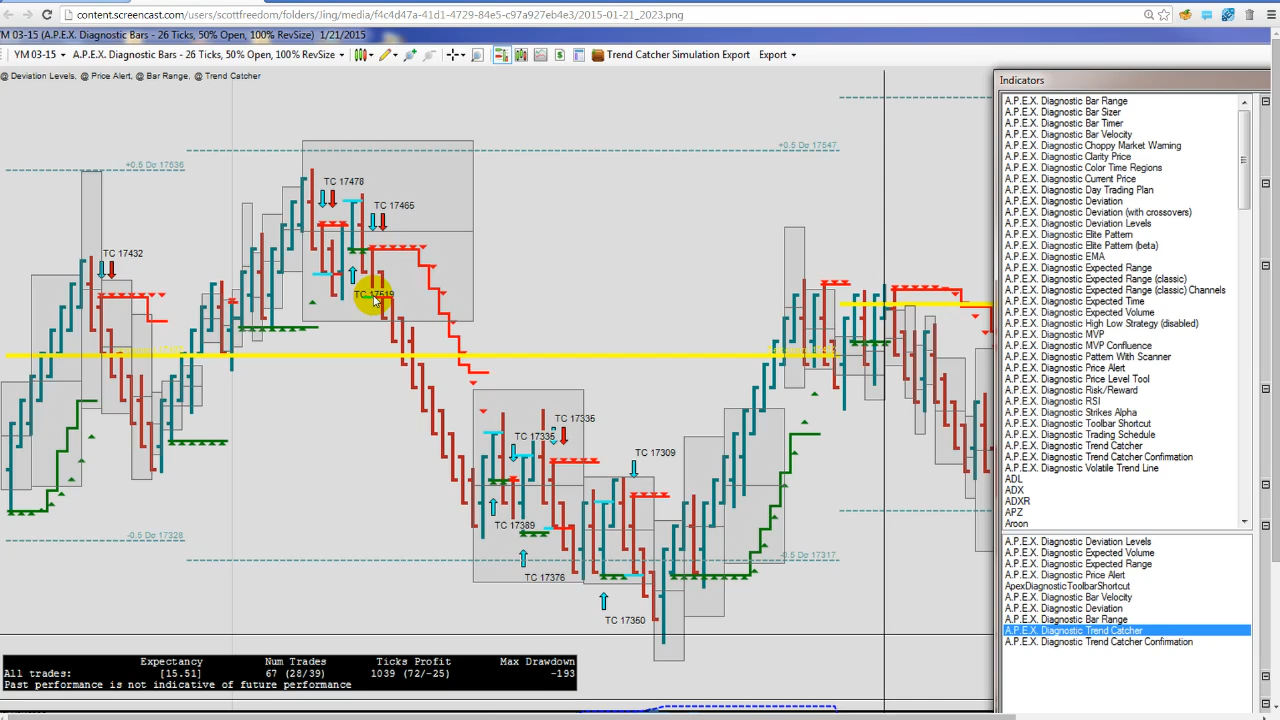 content.screencast.com/users/scottfreedom/folders/Jing/media/f4c4d47a-41d1-4729-84e5-c97a927eb4e3/2015-01-21_2023.png
YM 03-15 (A.P.E.X. Diagnostic Bars - 26 Ticks, 50% Open, 100% RevSize) 1/21/2015
YM 03-15 A.P.E.X. Diagnostic Bars - 26 Ticks, 50% Open, 100% RevSize Trend Catcher Simulation Export Export
@ Deviation Levels, @ Price Alert, @ Bar Range, @ Trend Catcher
+0.5 De 17536
+0.5 De 17547
TC 17476
TC 17465
TC 17432
TC 17519
TC 17335
TC 17335
TC 17309
TC 17389
TC 17376
TC 17350
-0.5 De 17328
-0.5 De 17317
Expectancy Num Trades Ticks Profit Max Drawdown
All trades: [15.51] 67 (28/39) 1039 (72/-25) -193
Past performance is not indicative of future performance
Indicators
A.P.E.X. Diagnostic Bar Range
A.P.E.X. Diagnostic Bar Sizer
A.P.E.X. Diagnostic Bar Timer
A.P.E.X. Diagnostic Bar Velocity
A.P.E.X. Diagnostic Choppy Market Warning
A.P.E.X. Diagnostic Clarity Price
A.P.E.X. Diagnostic Color Time Regions
A.P.E.X. Diagnostic Current Price
A.P.E.X. Diagnostic Day Trading Plan
A.P.E.X. Diagnostic Deviation
A.P.E.X. Diagnostic Deviation (with crossovers)
A.P.E.X. Diagnostic Deviation Levels
A.P.E.X. Diagnostic Elite Pattern
A.P.E.X. Diagnostic Elite Pattern (beta)
A.P.E.X. Diagnostic EMA
A.P.E.X. Diagnostic Expected Range
A.P.E.X. Diagnostic Expected Range (classic)
A.P.E.X. Diagnostic Expected Range (classic) Channels
A.P.E.X. Diagnostic Expected Time
A.P.E.X. Diagnostic Expected Volume
A.P.E.X. Diagnostic High Low Strategy (disabled)
A.P.E.X. Diagnostic MVP
A.P.E.X. Diagnostic MVP Confluence
A.P.E.X. Diagnostic Pattern With Scanner
A.P.E.X. Diagnostic Price Alert
A.P.E.X. Diagnostic Price Level Tool
A.P.E.X. Diagnostic Risk/Reward
A.P.E.X. Diagnostic RSI
A.P.E.X. Diagnostic Strikes Alpha
A.P.E.X. Diagnostic Toolbar Shortcut
A.P.E.X. Diagnostic Trading Schedule
A.P.E.X. Diagnostic Trend Catcher
A.P.E.X. Diagnostic Trend Catcher Confirmation
A.P.E.X. Diagnostic Volatile Trend Line
ADL
ADX
ADXR
APZ
Aroon
A.P.E.X. Diagnostic Deviation Levels
A.P.E.X. Diagnostic Expected Volume
A.P.E.X. Diagnostic Expected Range
A.P.E.X. Diagnostic Price Alert
ApexDiagnosticToolbarShortcut
A.P.E.X. Diagnostic Bar Velocity
A.P.E.X. Diagnostic Deviation
A.P.E.X. Diagnostic Bar Range
A.P.E.X. Diagnostic Trend Catcher
A.P.E.X. Diagnostic Trend Catcher Confirmation